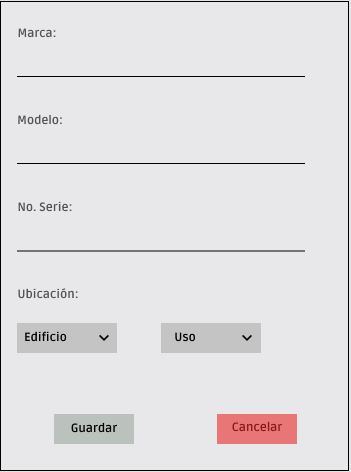 Marca:
Modelo:
No. Serie:
Ubicación:
Edificio Uso
Guardar Cancelar